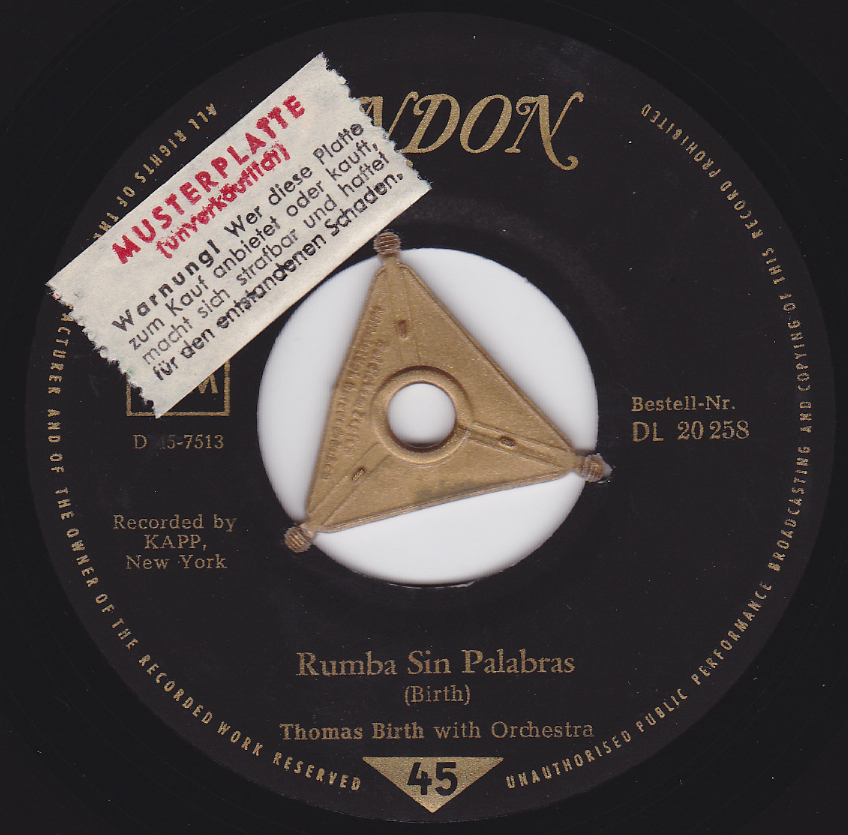 NDON
MUSTERPLATTE
(unverkäuflich)
Warnung! Wer diese Platte
zum Kauf anbietet oder kauft,
macht sich strafbar und haftet
für den entstandenen Schaden.
ALL RIGHTS OF THE
ACTURER AND OF THE OWNER OF THE RECORDED WORK RESERVED
UNAUTHORISED PUBLIC PERFORMANCE BROADCASTING AND COPYING OF THIS RECORD PROHIBITED
D 45-7513
Bestell-Nr.
DL 20 258
Recorded by
KAPP,
New York
Rumba Sin Palabras
(Birth)
Thomas Birth with Orchestra
45